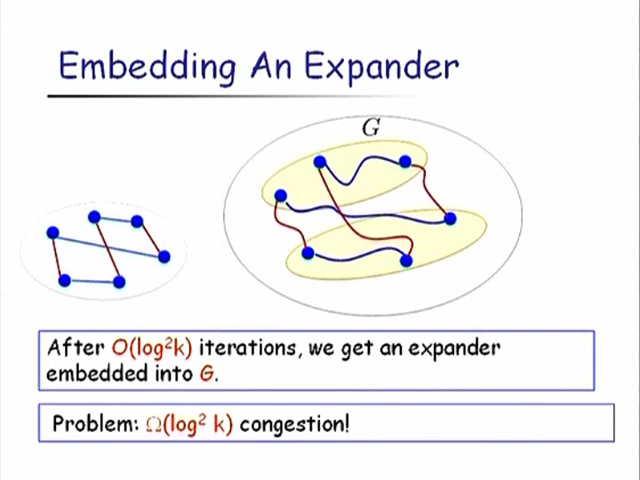 Embedding An Expander
G
After O(log²k) iterations, we get an expander
embedded into G.
Problem: Ω(log² k) congestion!